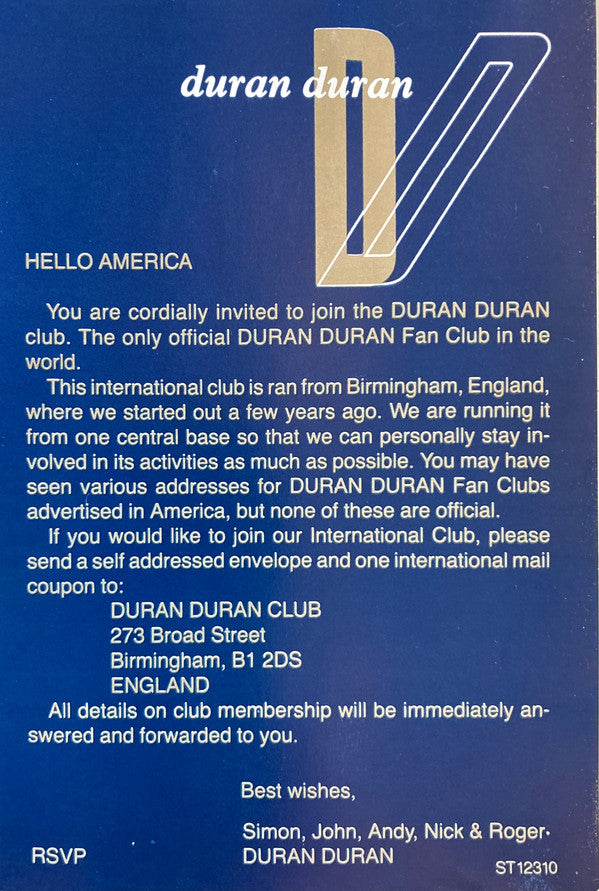 duran duran
HELLO AMERICA
You are cordially invited to join the DURAN DURAN
club. The only official DURAN DURAN Fan Club in the
world.
This international club is ran from Birmingham, England,
where we started out a few years ago. We are running it
from one central base so that we can personally stay in-
volved in its activities as much as possible. You may have
seen various addresses for DURAN DURAN Fan Clubs
advertised in America, but none of these are official.
If you would like to join our International Club, please
send a self addressed envelope and one international mail
coupon to:
DURAN DURAN CLUB
273 Broad Street
Birmingham, B1 2DS
ENGLAND
All details on club membership will be immediately an-
swered and forwarded to you.
Best wishes,
Simon, John, Andy, Nick & Roger·
RSVP DURAN DURAN
ST12310